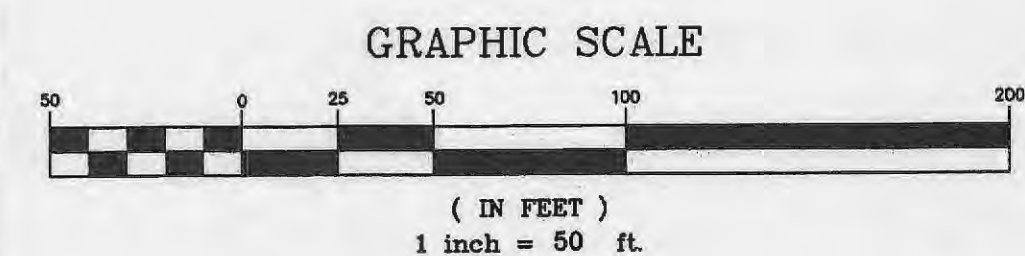 GRAPHIC SCALE
50 0 25 50 100 200
( IN FEET )
1 inch = 50 ft.